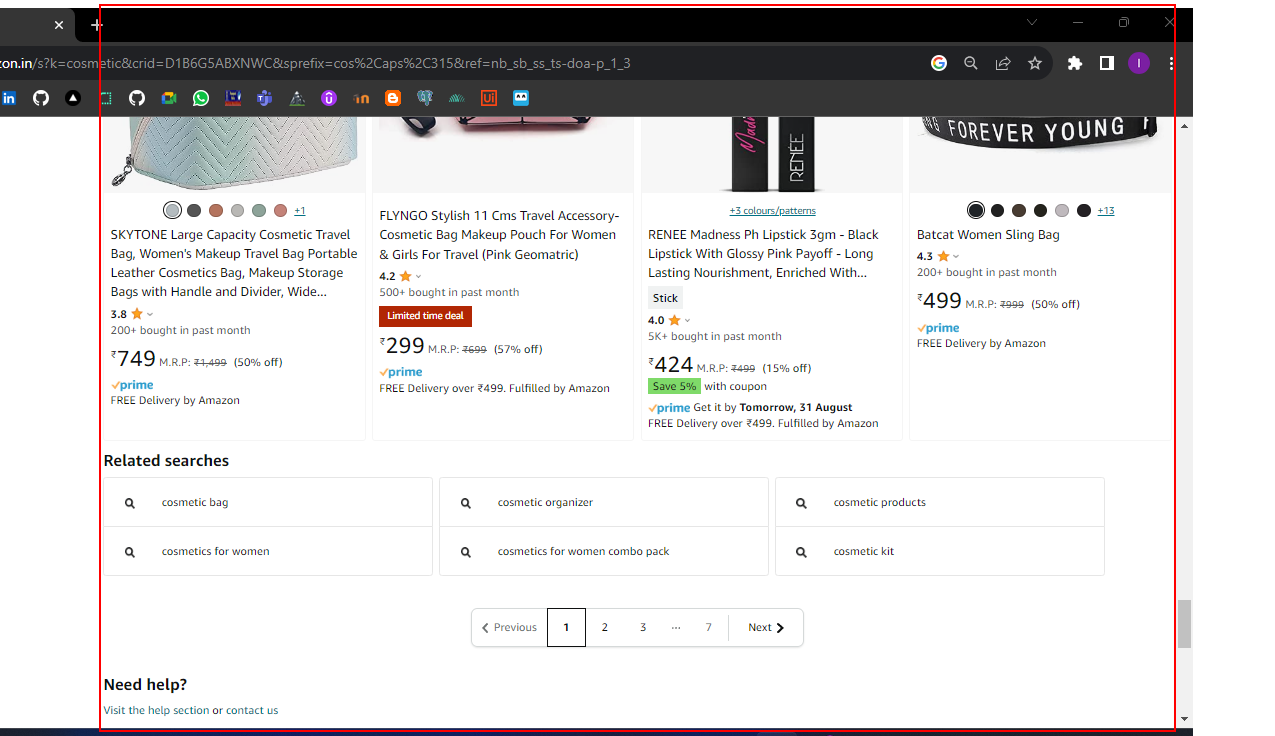 zon.in/s?k=cosmetic&crid=D1B6G5ABXNWC&sprefix=cos%2Caps%2C315&ref=nb_sb_ss_ts-doa-p_1_3
FOREVER YOUNG
RENÉE
+1
SKYTONE Large Capacity Cosmetic Travel
Bag, Women's Makeup Travel Bag Portable
Leather Cosmetics Bag, Makeup Storage
Bags with Handle and Divider, Wide...
3.8
200+ bought in past month
₹749 M.R.P: ₹1,499 (50% off)
prime
FREE Delivery by Amazon
FLYNGO Stylish 11 Cms Travel Accessory-
Cosmetic Bag Makeup Pouch For Women
& Girls For Travel (Pink Geomatric)
4.2
500+ bought in past month
Limited time deal
₹299 M.R.P: ₹699 (57% off)
prime
FREE Delivery over ₹499. Fulfilled by Amazon
+3 colours/patterns
RENEE Madness Ph Lipstick 3gm - Black
Lipstick With Glossy Pink Payoff - Long
Lasting Nourishment, Enriched With...
Stick
4.0
5K+ bought in past month
₹424 M.R.P: ₹499 (15% off)
Save 5% with coupon
prime Get it by Tomorrow, 31 August
FREE Delivery over ₹499. Fulfilled by Amazon
+13
Batcat Women Sling Bag
4.3
200+ bought in past month
₹499 M.R.P: ₹999 (50% off)
prime
FREE Delivery by Amazon
Related searches
cosmetic bag
cosmetic organizer
cosmetic products
cosmetics for women
cosmetics for women combo pack
cosmetic kit
Previous 1 2 3 ... 7 Next
Need help?
Visit the help section or contact us